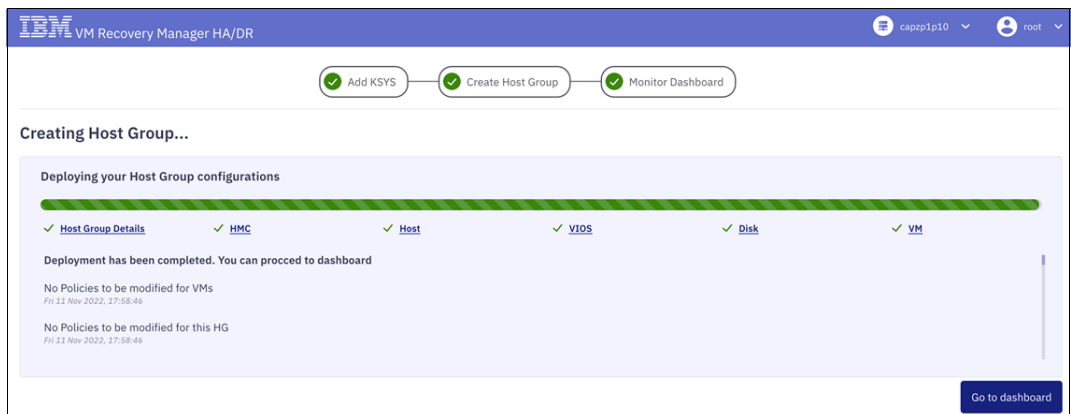 IBM VM Recovery Manager HA/DR
capzp1p10
root
Add KSYS
Create Host Group
Monitor Dashboard
Creating Host Group...
Deploying your Host Group configurations
Host Group Details
HMC
Host
VIOS
Disk
VM
Deployment has been completed. You can procced to dashboard
No Policies to be modified for VMs
Fri 11 Nov 2022, 17:58:46
No Policies to be modified for this HG
Fri 11 Nov 2022, 17:58:46
Go to dashboard